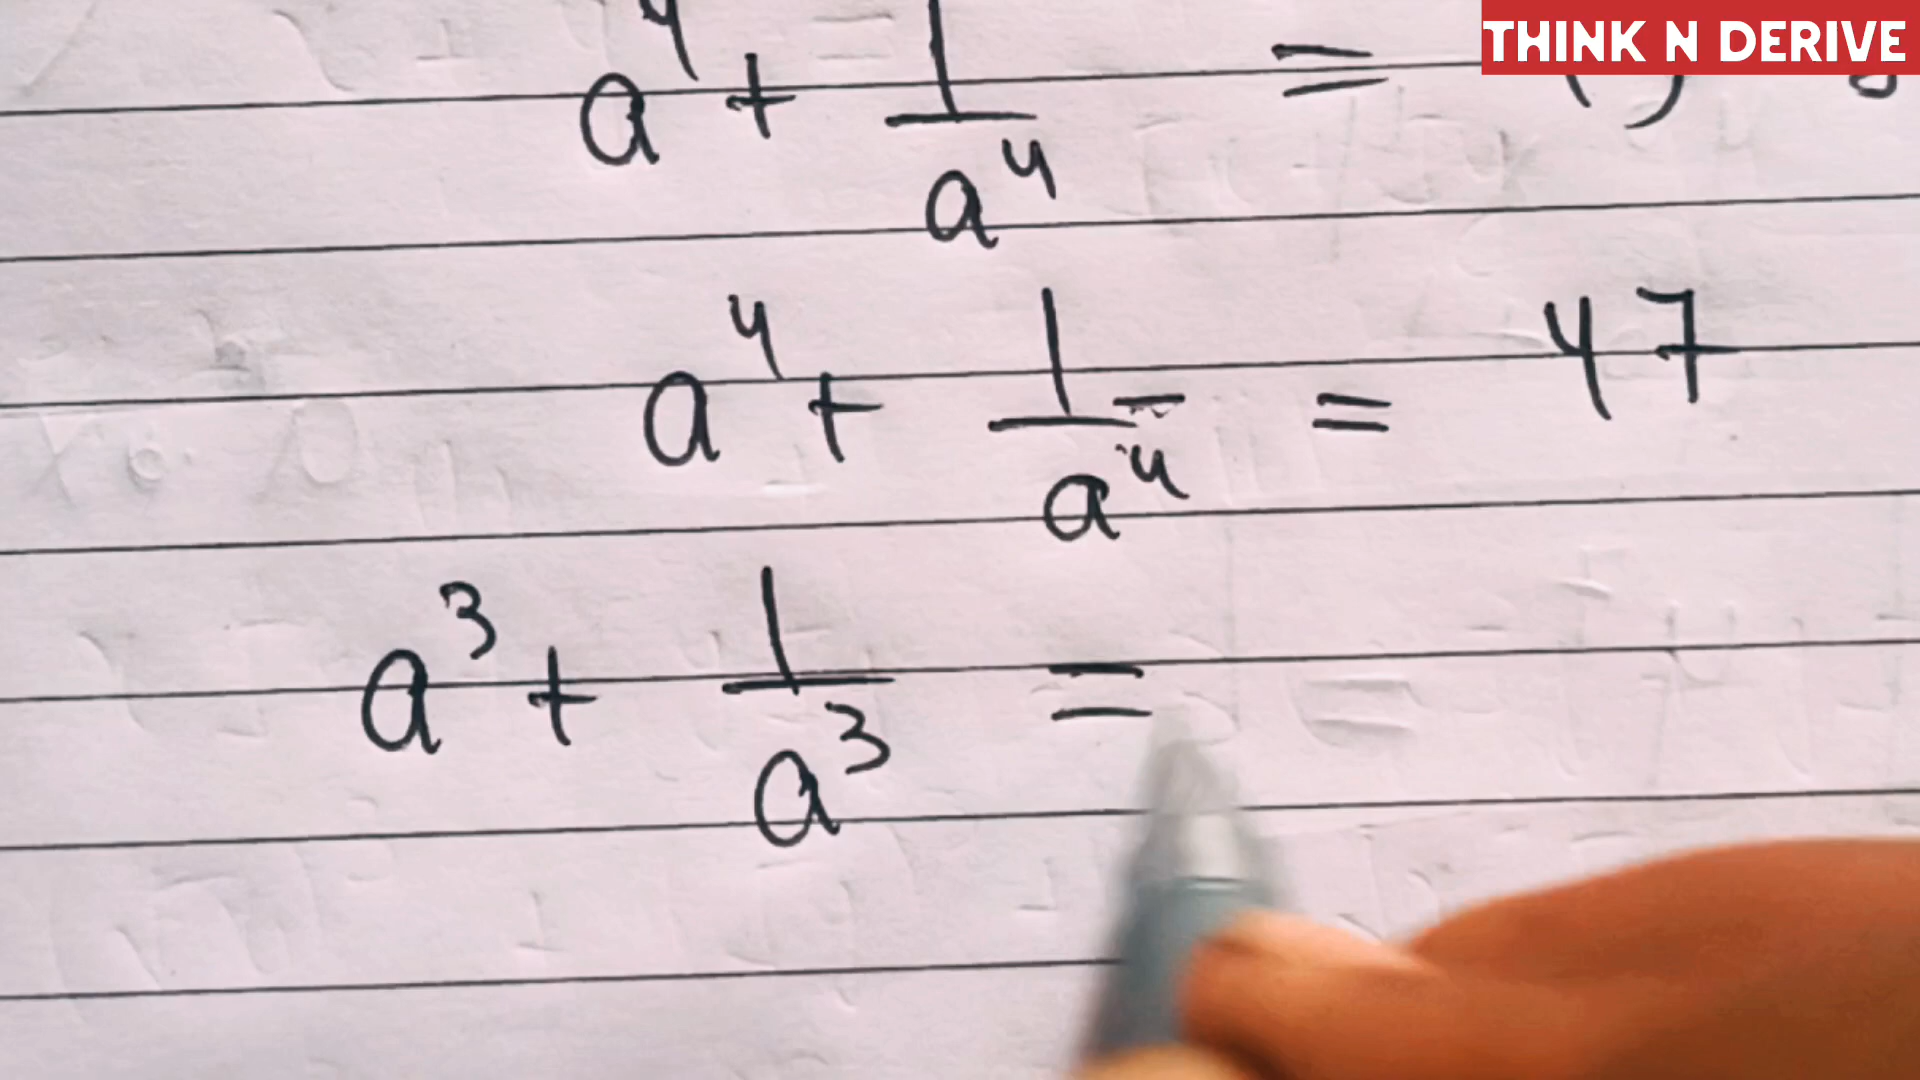 THINK N DERIVE
a⁴ + 1/a⁴ =
a⁴ + 1/a⁴ = 47
a³ + 1/a³ =